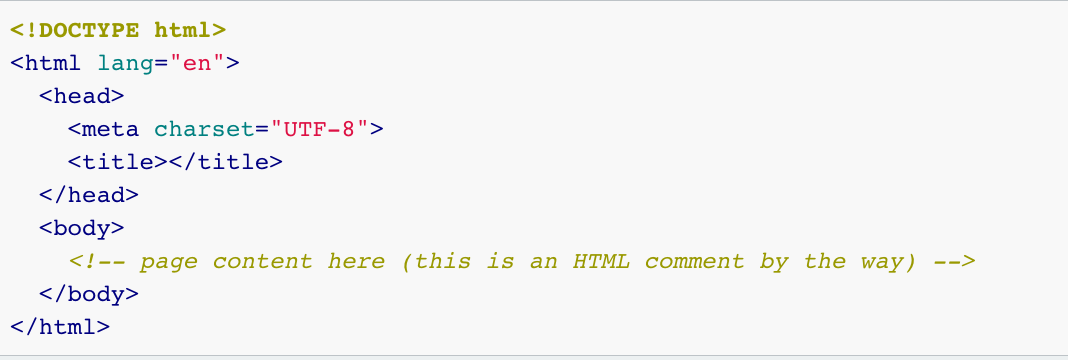 <!DOCTYPE html>
<html lang="en">
  <head>
    <meta charset="UTF-8">
    <title></title>
  </head>
  <body>
    <!-- page content here (this is an HTML comment by the way) -->
  </body>
</html>